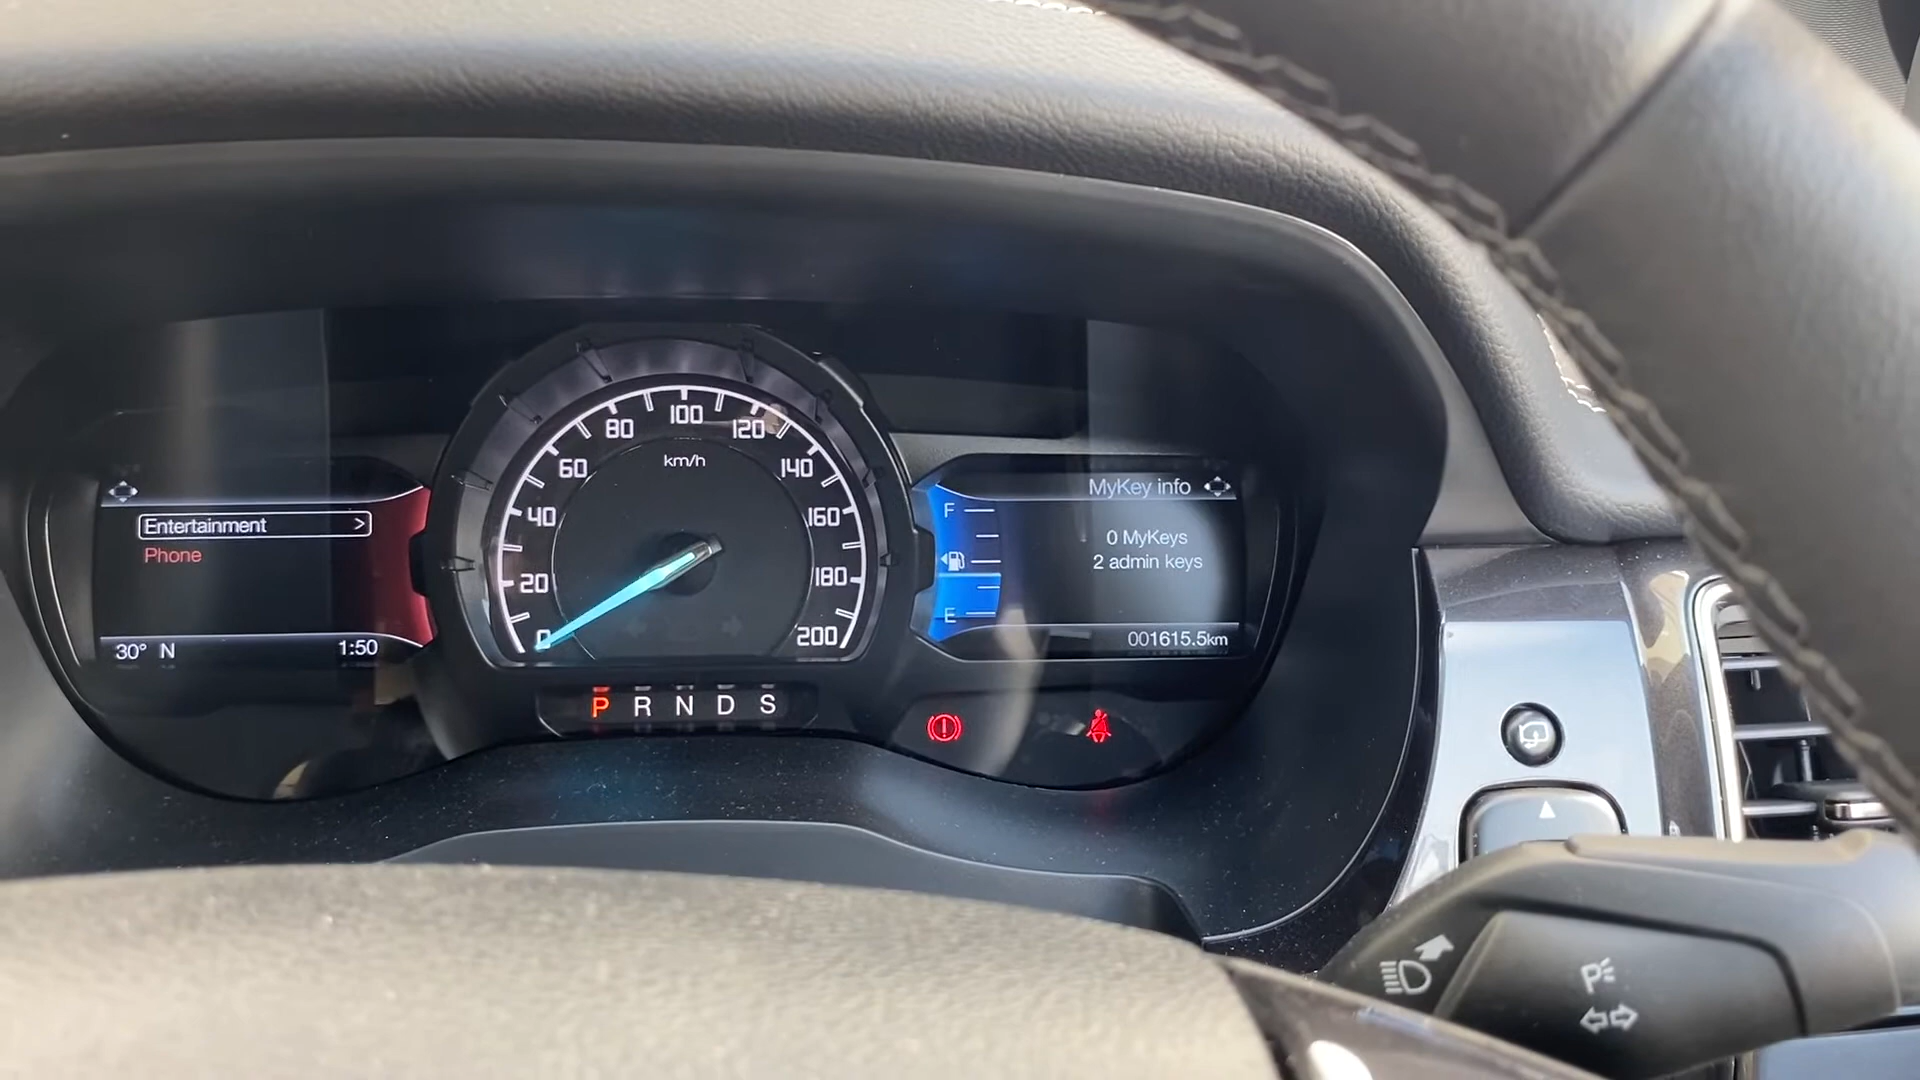 Entertainment >
Phone
30° N
1:50
0
20
40
60
80
100
120
140
160
180
200
km/h
P R N D S
MyKey info
F
E
0 MyKeys
2 admin keys
001615.5km
P